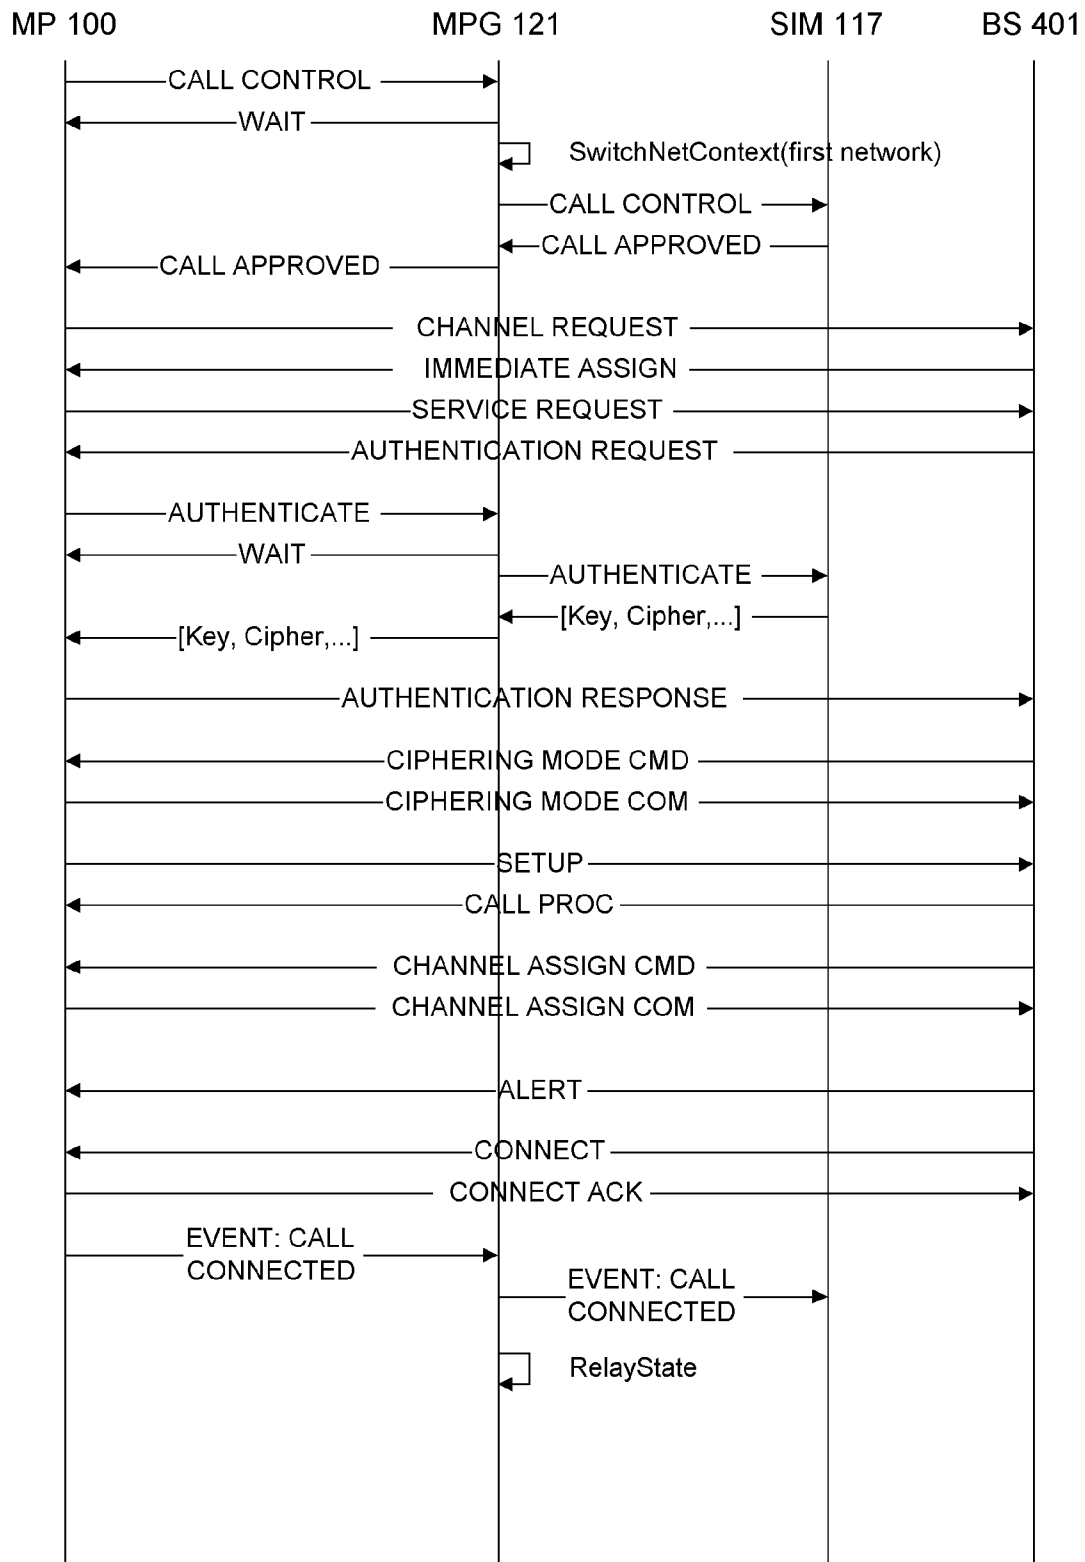 MP 100 MPG 121 SIM 117 BS 401
CALL CONTROL
WAIT
SwitchNetContext(first network)
CALL CONTROL
CALL APPROVED
CALL APPROVED
CHANNEL REQUEST
IMMEDIATE ASSIGN
SERVICE REQUEST
AUTHENTICATION REQUEST
AUTHENTICATE
WAIT
AUTHENTICATE
[Key, Cipher,...]
[Key, Cipher,...]
AUTHENTICATION RESPONSE
CIPHERING MODE CMD
CIPHERING MODE COM
SETUP
CALL PROC
CHANNEL ASSIGN CMD
CHANNEL ASSIGN COM
ALERT
CONNECT
CONNECT ACK
EVENT: CALL
CONNECTED
EVENT: CALL
CONNECTED
RelayState